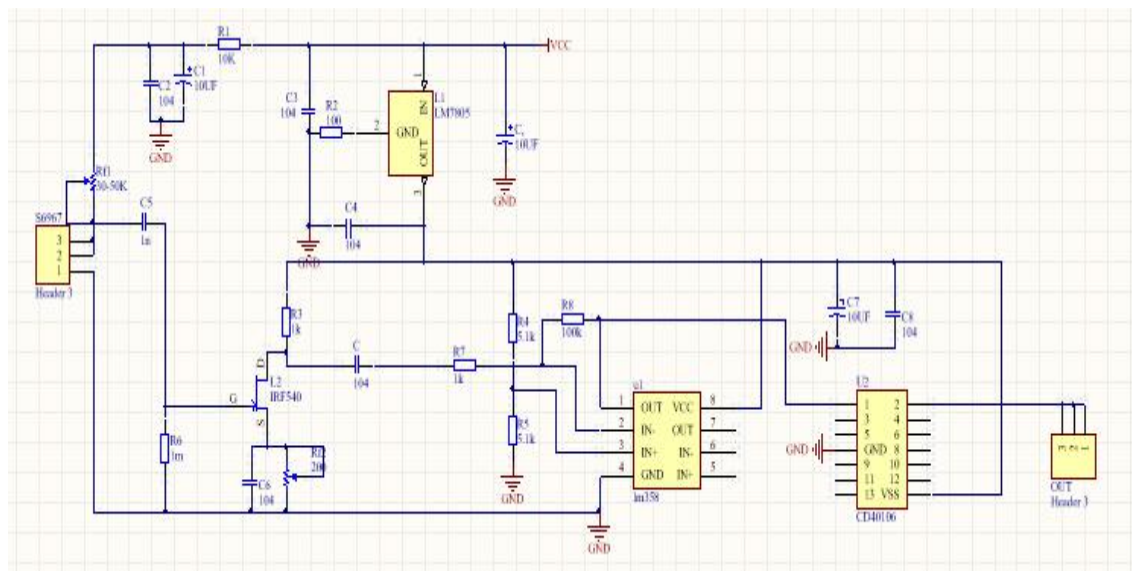 R1
10K
VCC
C1
10UF
C2
104
GND
C3
104
R2
100
2
1
L1
LM7805
IN
GND
OUT
3
C,
10UF
GND
Rf1
30-50K
C5
1n
S6967
3
2
1
Header 3
C4
104
GND
R3
1k
R4
5.1k
R8
100k
C7
10UF
C8
104
GND
C
104
R7
1k
D
L2
IRF540
G
S
R6
1m
C6
104
200
R5
5.1k
GND
u1
1 OUT VCC 8
2 IN- OUT 7
3 IN+ IN- 6
4 GND IN+ 5
lm358
GND
U2
1 2
3 4
5 6
GND GND 8
9 10
11 12
13 VSS
CD40106
3 2 1
OUT
Header 3